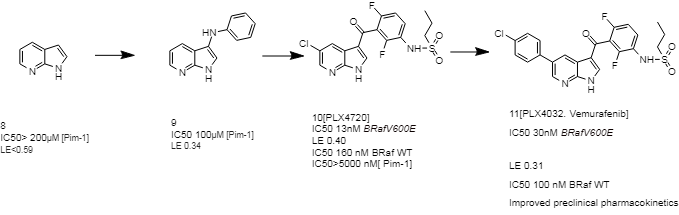 F
O
Cl
F
NH
S
O
O
N
N
H
HN
N
N
H
N
N
H
Cl
O
F
F
NH
S
O
O
N
N
H
8
IC50> 200µM [Pim-1]
LE<0.59
9
IC50 100µM [Pim-1]
LE 0.34
10[PLX4720]
IC50 13nM BRafV600E
LE 0.40
IC50 160 nM BRaf WT
IC50>5000 nM[ Pim-1]
11[PLX4032. Vemurafenib]
IC50 30nM BRafV600E
LE 0.31
IC50 100 nM BRaf WT
Improved preclinical pharmacokinetics